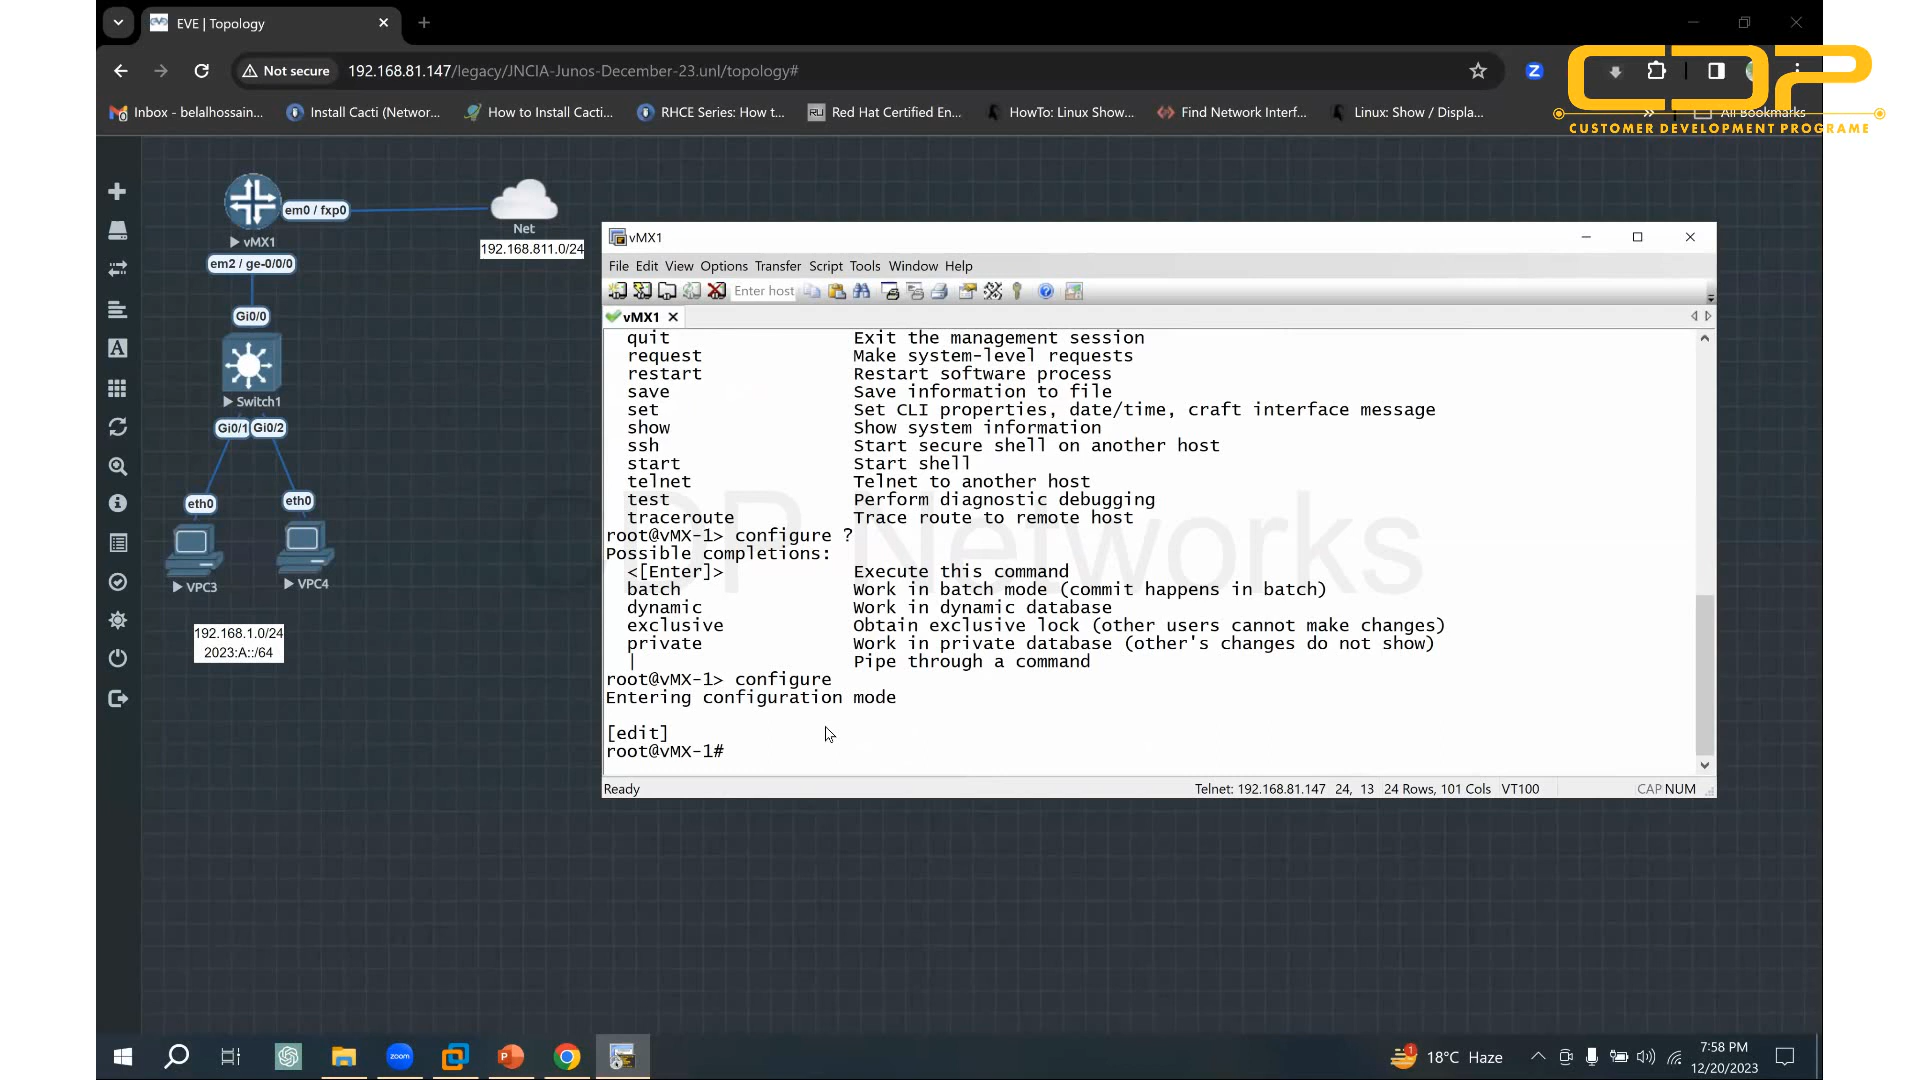 EVE | Topology
Not secure
192.168.81.147/legacy/JNCIA-Junos-December-23.unl/topology#
Inbox - belalhossain...
Install Cacti (Networ...
How to Install Cacti...
RHCE Series: How t...
RU
Red Hat Certified En...
HowTo: Linux Show...
Find Network Interf...
Linux: Show / Displa...
All Bookmarks
CDP
CUSTOMER DEVELOPMENT PROGRAME
em0 / fxp0
vMX1
Net
192.168.811.0/24
em2 / ge-0/0/0
Gi0/0
Switch1
Gi0/1
Gi0/2
eth0
eth0
VPC3
VPC4
192.168.1.0/24
2023:A::/64
vMX1
File Edit View Options Transfer Script Tools Window Help
Enter host
vMX1
quit Exit the management session
request Make system-level requests
restart Restart software process
save Save information to file
set Set CLI properties, date/time, craft interface message
show Show system information
ssh Start secure shell on another host
start Start shell
telnet Telnet to another host
test Perform diagnostic debugging
traceroute Trace route to remote host
root@vMX-1> configure ?
Possible completions:
<[Enter]> Execute this command
batch Work in batch mode (commit happens in batch)
dynamic Work in dynamic database
exclusive Obtain exclusive lock (other users cannot make changes)
private Work in private database (other's changes do not show)
| Pipe through a command
root@vMX-1> configure
Entering configuration mode
[edit]
root@vMX-1#
CDP Networks
Ready
Telnet: 192.168.81.147 24, 13 24 Rows, 101 Cols VT100
CAP NUM
zoom
P
1
18°C Haze
7:58 PM
12/20/2023